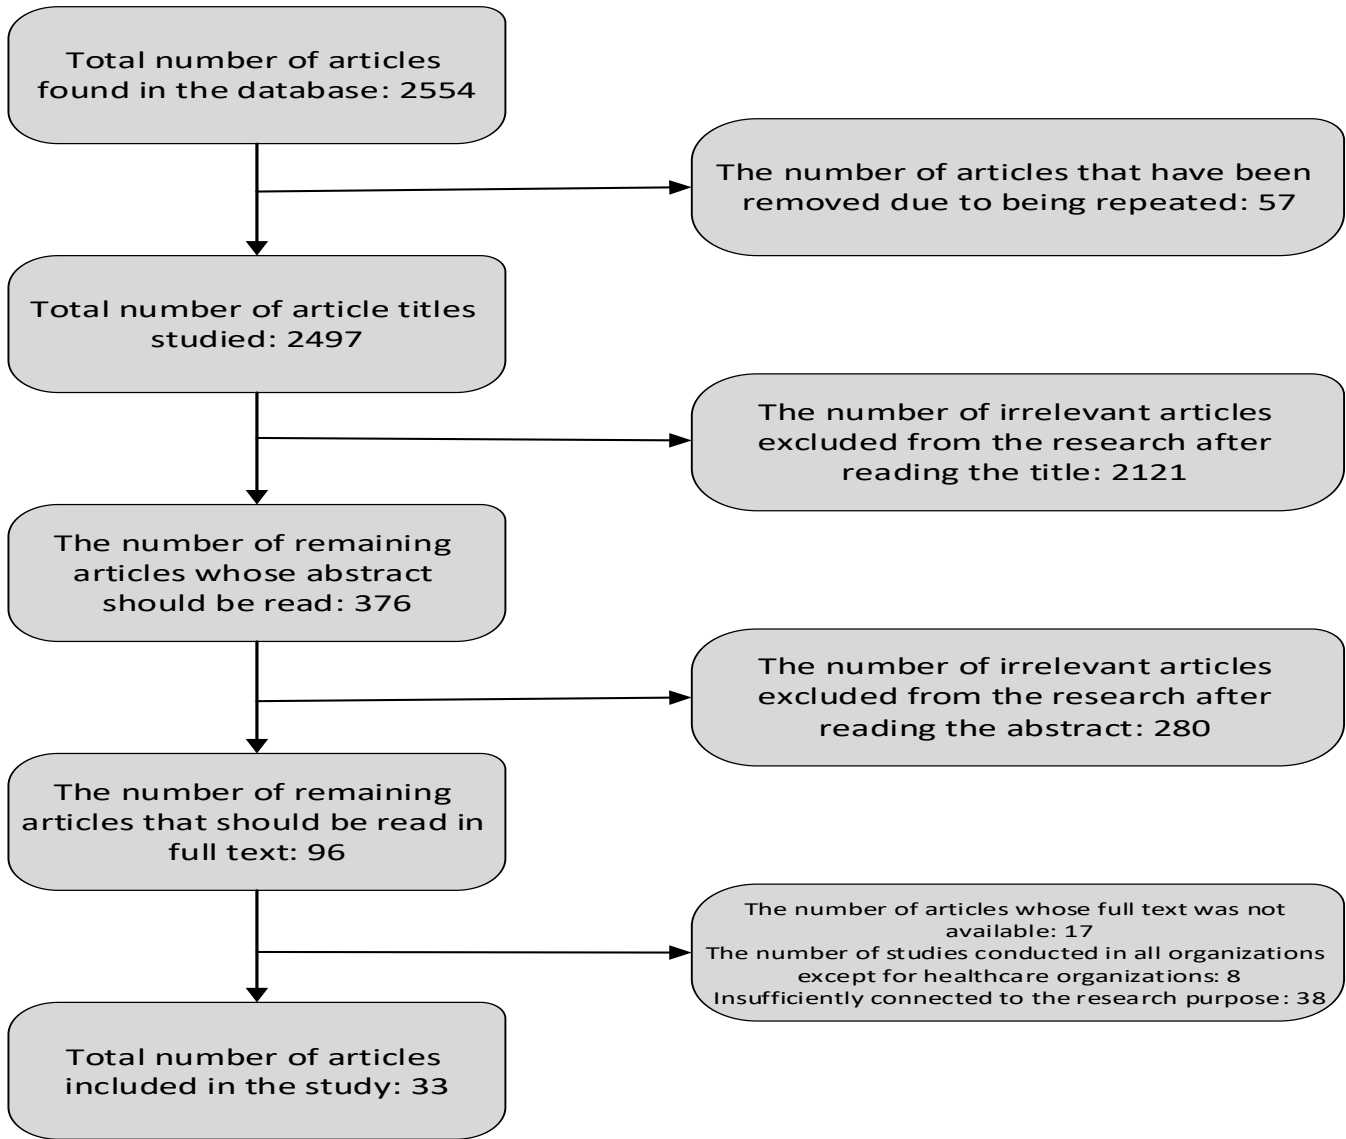 Total number of articles
found in the database: 2554
The number of articles that have been
removed due to being repeated: 57
Total number of article titles
studied: 2497
The number of irrelevant articles
excluded from the research after
reading the title: 2121
The number of remaining
articles whose abstract
should be read: 376
The number of irrelevant articles
excluded from the research after
reading the abstract: 280
The number of remaining
articles that should be read in
full text: 96
The number of articles whose full text was not
available: 17
The number of studies conducted in all organizations
except for healthcare organizations: 8
Insufficiently connected to the research purpose: 38
Total number of articles
included in the study: 33